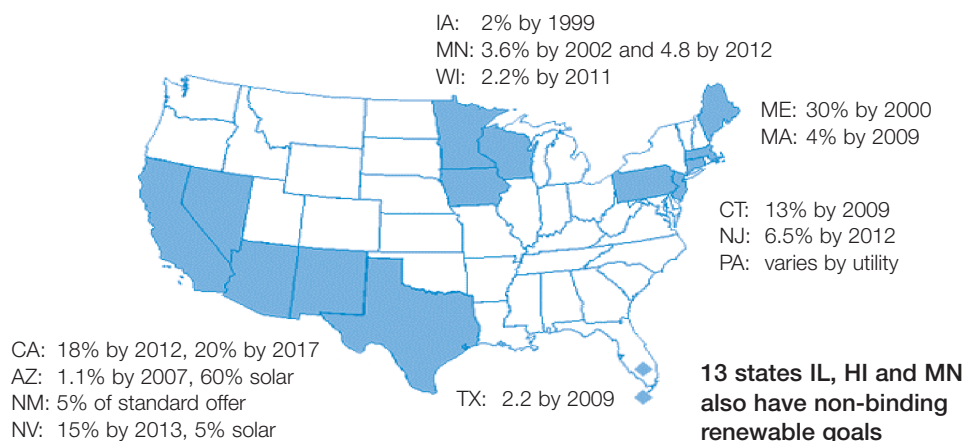 IA: 2% by 1999
MN: 3.6% by 2002 and 4.8 by 2012
WI: 2.2% by 2011
ME: 30% by 2000
MA: 4% by 2009
CT: 13% by 2009
NJ: 6.5% by 2012
PA: varies by utility
CA: 18% by 2012, 20% by 2017
AZ: 1.1% by 2007, 60% solar
NM: 5% of standard offer
NV: 15% by 2013, 5% solar
TX: 2.2 by 2009
13 states IL, HI and MN
also have non-binding
renewable goals